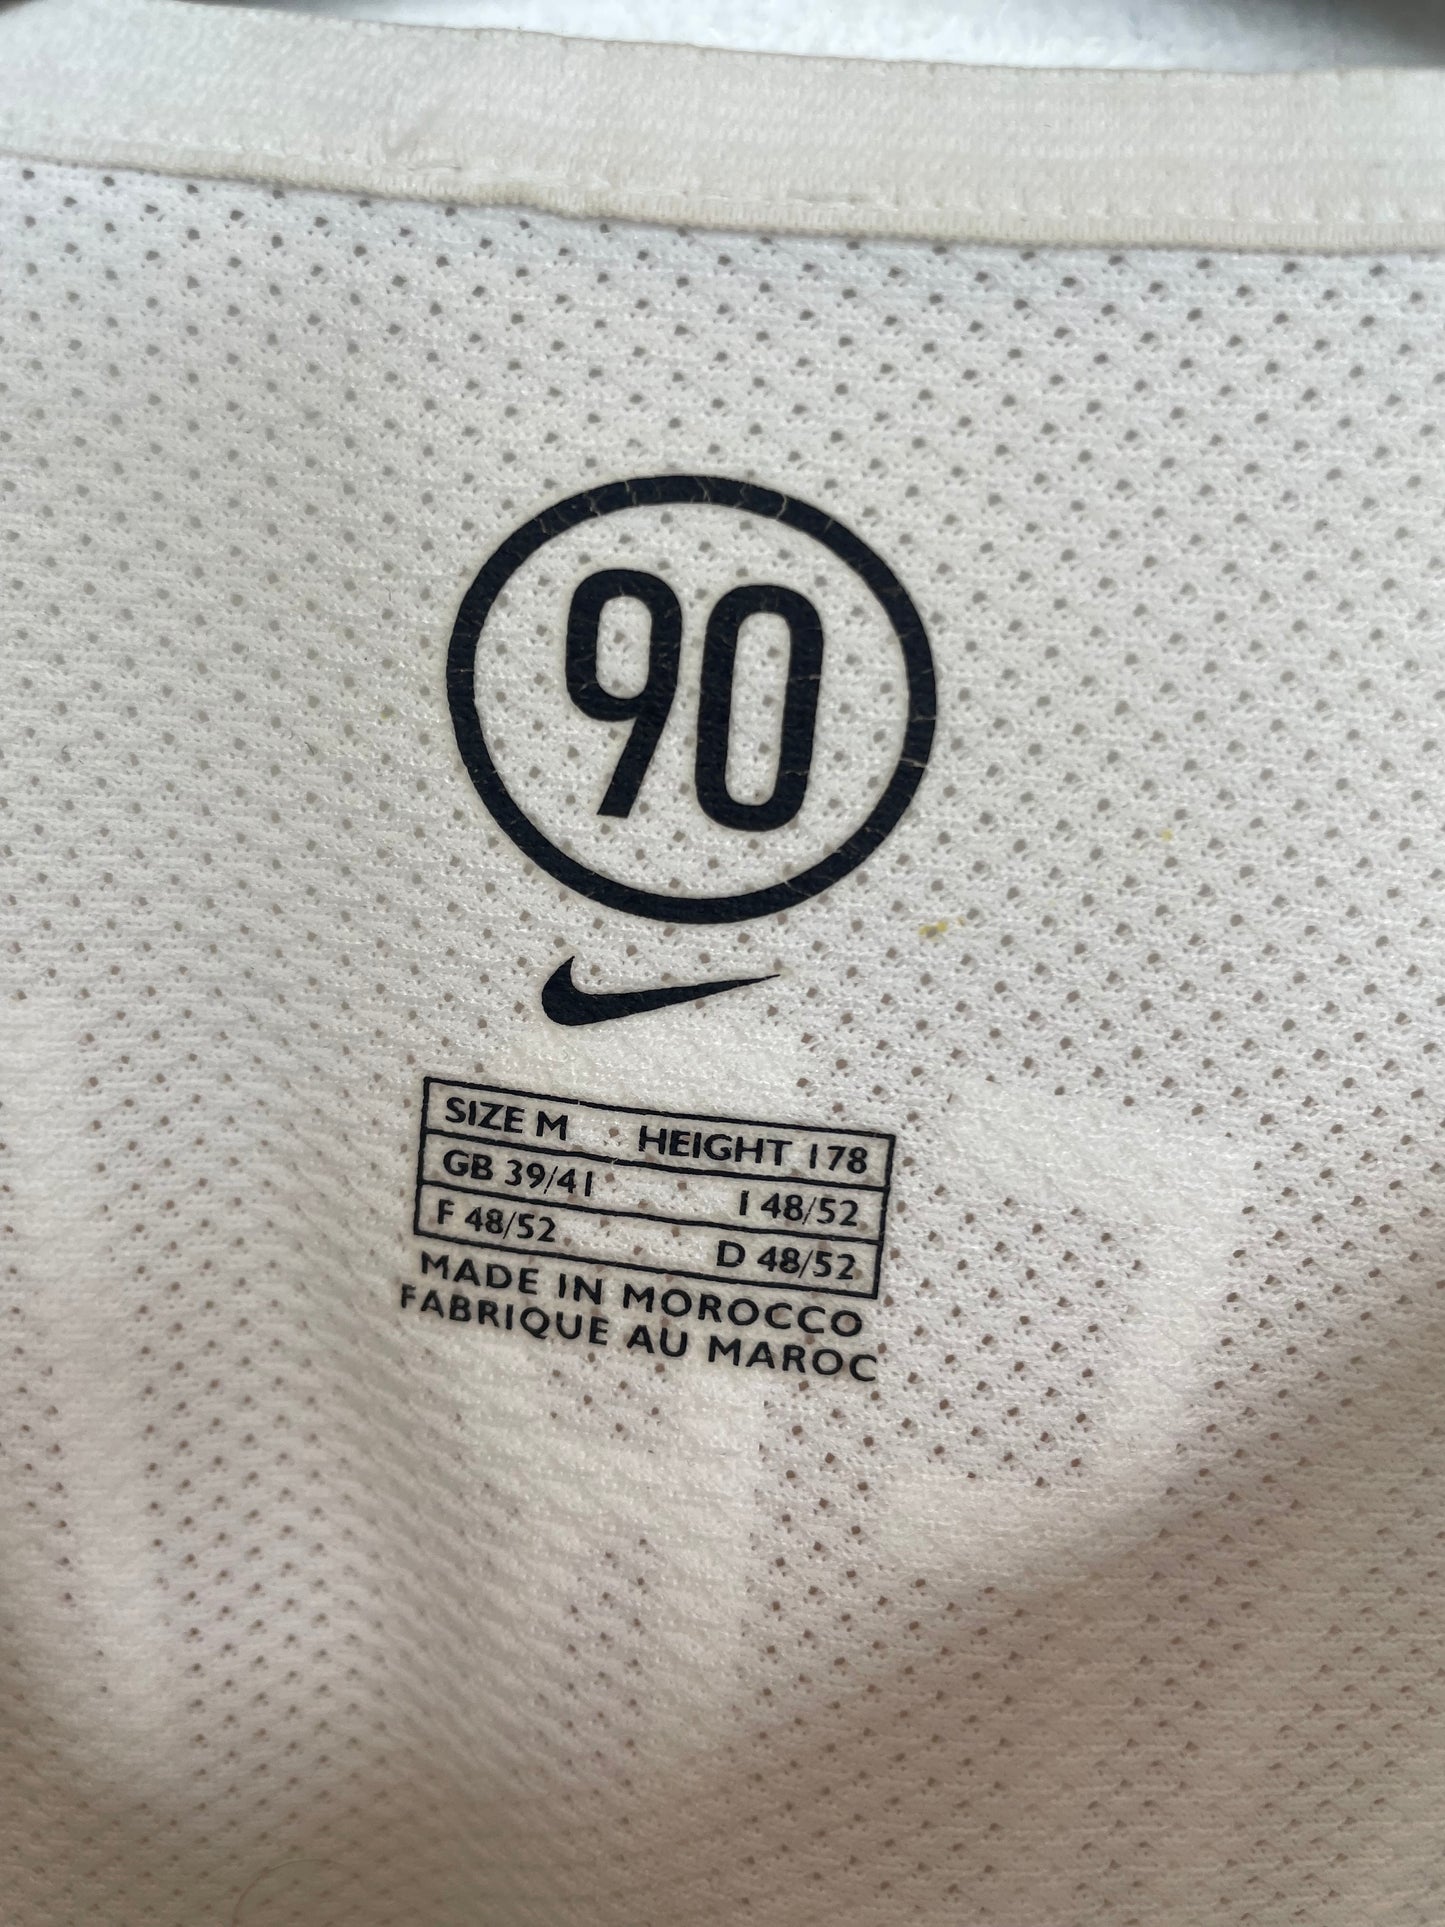 90
SIZE M HEIGHT 178
GB 39/41 I 48/52
F 48/52 D 48/52
MADE IN MOROCCO
FABRIQUE AU MAROC